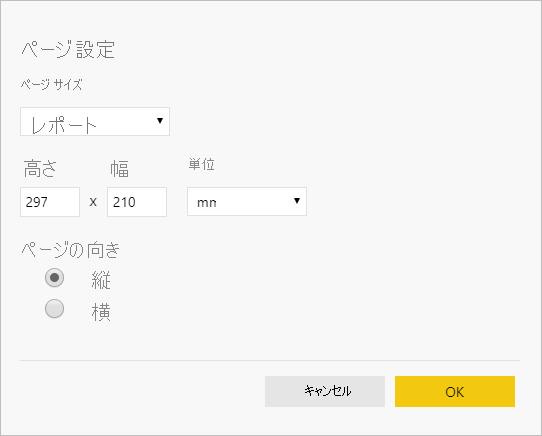 ページ設定
ページ サイズ
レポート
高さ 幅 単位
297 x 210 mm
ページの向き
縦
横
キャンセル OK